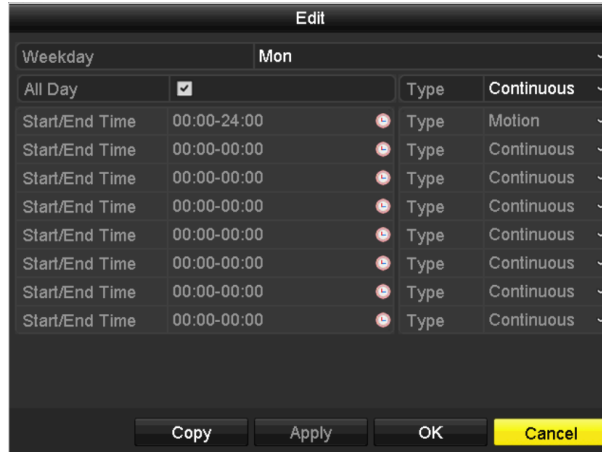 Edit
Weekday Mon
All Day Type Continuous
Start/End Time 00:00-24:00 Type Motion
Start/End Time 00:00-00:00 Type Continuous
Start/End Time 00:00-00:00 Type Continuous
Start/End Time 00:00-00:00 Type Continuous
Start/End Time 00:00-00:00 Type Continuous
Start/End Time 00:00-00:00 Type Continuous
Start/End Time 00:00-00:00 Type Continuous
Start/End Time 00:00-00:00 Type Continuous
Copy Apply OK Cancel